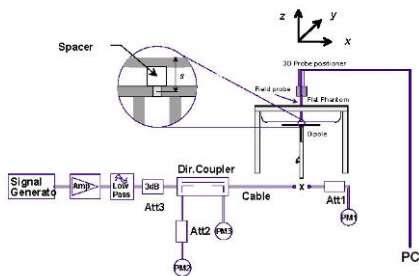 z
y
x
Spacer
s
3D Probe positioner
Field probe
Flat Phantom
Dipole
Signal
Generato
Amp
Low
Pass
3dB
Att3
Dir.Coupler
Cable
x
Att1
PM1
Att2
PM3
PM2
PC